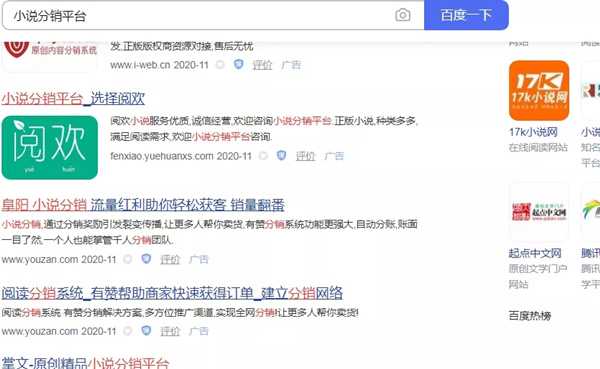 小说分销平台
百度一下
原创内容分销系统
发,正版版权商资源对接,售后无忧
www.i-web.cn 2020-11 评价 广告
小说分销平台_选择阅欢
阅欢
yuè huān
阅欢小说服务优质,诚信经营,欢迎咨询小说分销平台.正版小说,种类多多,
满足阅读需求,欢迎小说分销平台咨询.
fenxiao.yuehuanxs.com 2020-11 评价 广告
阜阳 小说分销 流量红利助你轻松获客 销量翻番
小说分销,通过分销奖励引发裂变传播,让更多人帮你卖货,有赞分销系统功能更强大,自动分账,账面
一目了然,一个人也能掌管千人分销团队.
www.youzan.com 2020-11 评价 广告
阅读分销系统_有赞帮助商家快速获得订单_建立分销网络
阅读分销系统 有赞分销解决方案,多方位推广渠道,实现全网分销!让更多人帮你卖货!
www.youzan.com 2020-11 评价 广告
掌文-原创精品小说分销平台
网站
17K
17k小说网
17k小说网
在线阅读网站
小说
知名
网站
起点中文网
起点中文网
原创文学门户
网站
腾讯
百度热榜